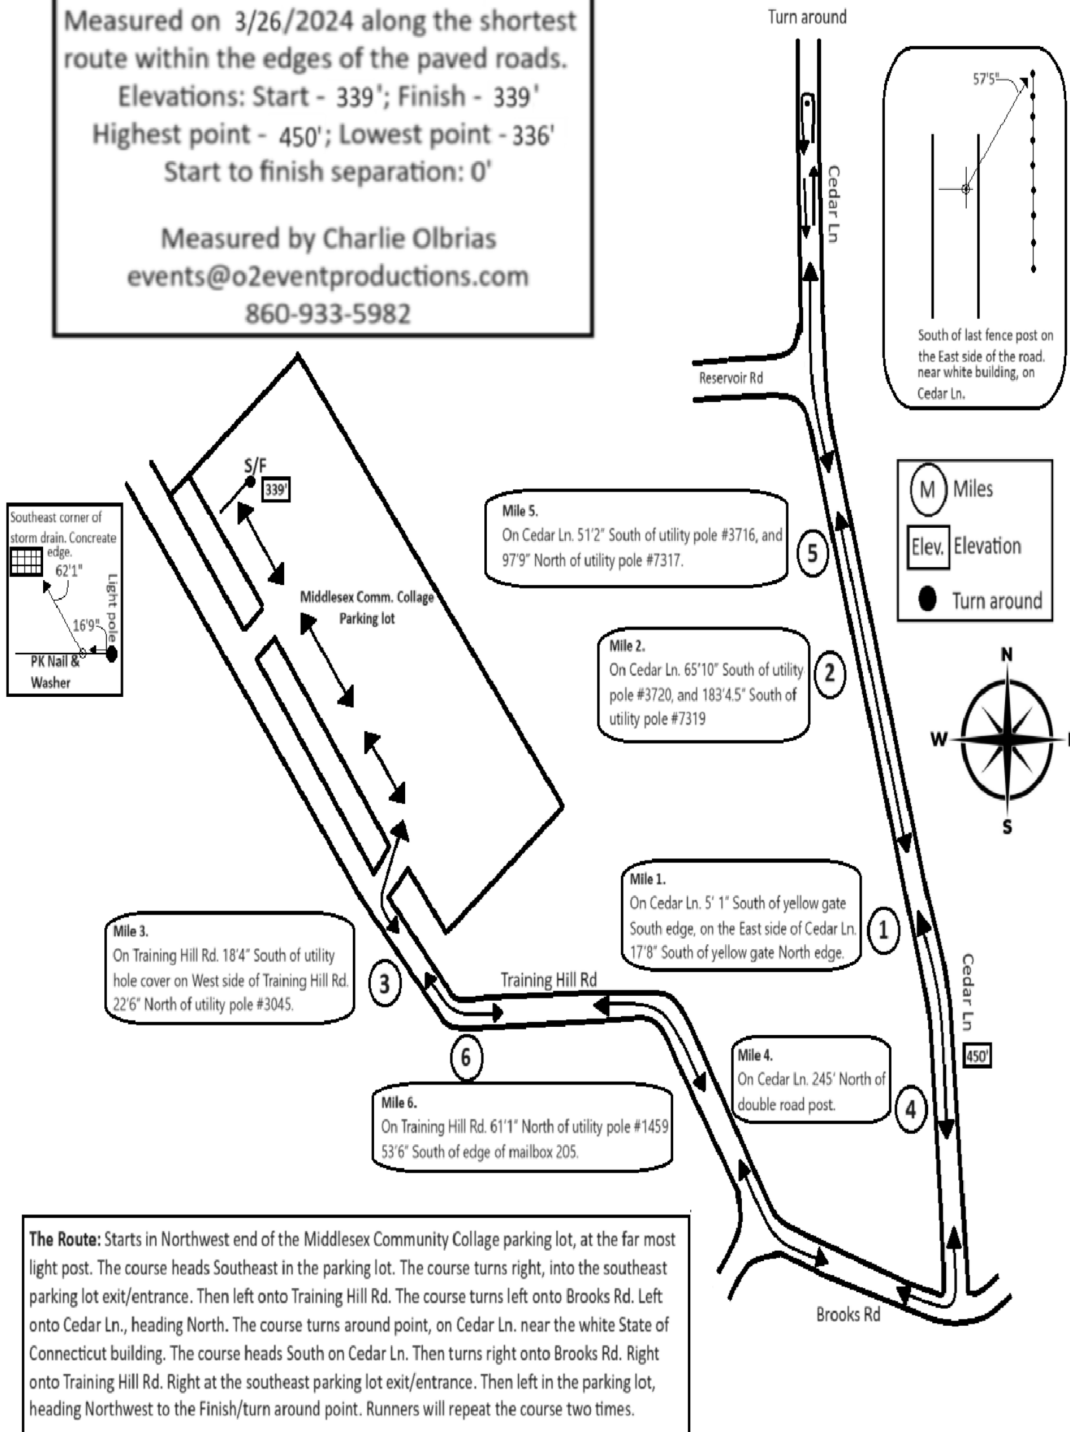 Measured on 3/26/2024 along the shortest
route within the edges of the paved roads.
Elevations: Start - 339'; Finish - 339'
Highest point - 450'; Lowest point - 336'
Start to finish separation: 0'
Measured by Charlie Olbrias
events@o2eventproductions.com
860-933-5982
Turn around
Cedar Ln
57'5"
South of last fence post on
the East side of the road.
near white building, on
Cedar Ln.
Reservoir Rd
M Miles
Elev. Elevation
Turn around
N
W
S
S/F
339'
Southeast corner of
storm drain. Concreate
edge.
62'1"
Light pole
16'9"
PK Nail &
Washer
Middlesex Comm. Collage
Parking lot
Mile 5.
On Cedar Ln. 51'2" South of utility pole #3716, and
97'9" North of utility pole #7317.
5
Mile 2.
On Cedar Ln. 65'10" South of utility
pole #3720, and 183'4.5" South of
utility pole #7319
2
Mile 1.
On Cedar Ln. 5' 1" South of yellow gate
South edge, on the East side of Cedar Ln.
17'8" South of yellow gate North edge.
1
Mile 3.
On Training Hill Rd. 18'4" South of utility
hole cover on West side of Training Hill Rd.
22'6" North of utility pole #3045.
3
Training Hill Rd
Cedar Ln
450'
Mile 4.
On Cedar Ln. 245' North of
double road post.
4
6
Mile 6.
On Training Hill Rd. 61'1" North of utility pole #1459
53'6" South of edge of mailbox 205.
Brooks Rd
The Route: Starts in Northwest end of the Middlesex Community Collage parking lot, at the far most
light post. The course heads Southeast in the parking lot. The course turns right, into the southeast
parking lot exit/entrance. Then left onto Training Hill Rd. The course turns left onto Brooks Rd. Left
onto Cedar Ln., heading North. The course turns around point, on Cedar Ln. near the white State of
Connecticut building. The course heads South on Cedar Ln. Then turns right onto Brooks Rd. Right
onto Training Hill Rd. Right at the southeast parking lot exit/entrance. Then left in the parking lot,
heading Northwest to the Finish/turn around point. Runners will repeat the course two times.